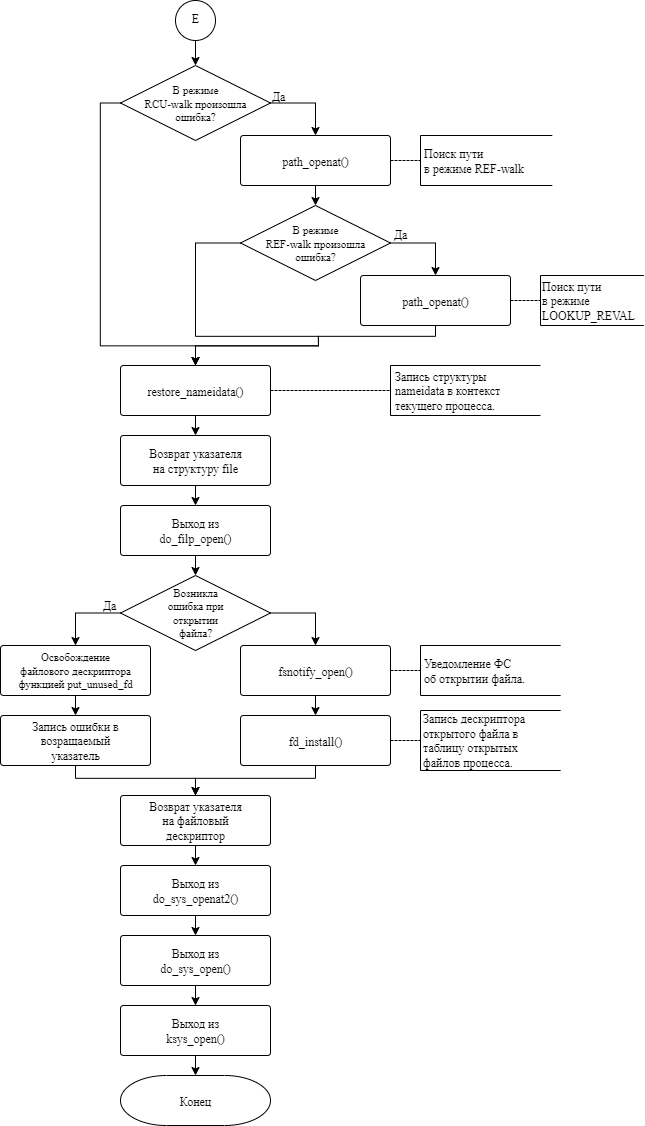 E
В режиме
RCU-walk произошла
ошибка?
Да
path_openat()
Поиск пути
в режиме REF-walk
В режиме
REF-walk произошла
ошибка?
Да
path_openat()
Поиск пути
в режиме
LOOKUP_REVAL
restore_nameidata()
Запись структуры
nameidata в контекст
текущего процесса.
Возврат указателя
на структуру file
Выход из
do_filp_open()
Возникла
ошибка при
открытии
файла?
Да
Освобождение
файлового дескриптора
функцией put_unused_fd
fsnotify_open()
Уведомление ФС
об открытии файла.
Запись ошибки в
возращаемый
указатель
fd_install()
Запись дескриптора
открытого файла в
таблицу открытых
файлов процесса.
Возврат указателя
на файловый
дескриптор
Выход из
do_sys_openat2()
Выход из
do_sys_open()
Выход из
ksys_open()
Конец